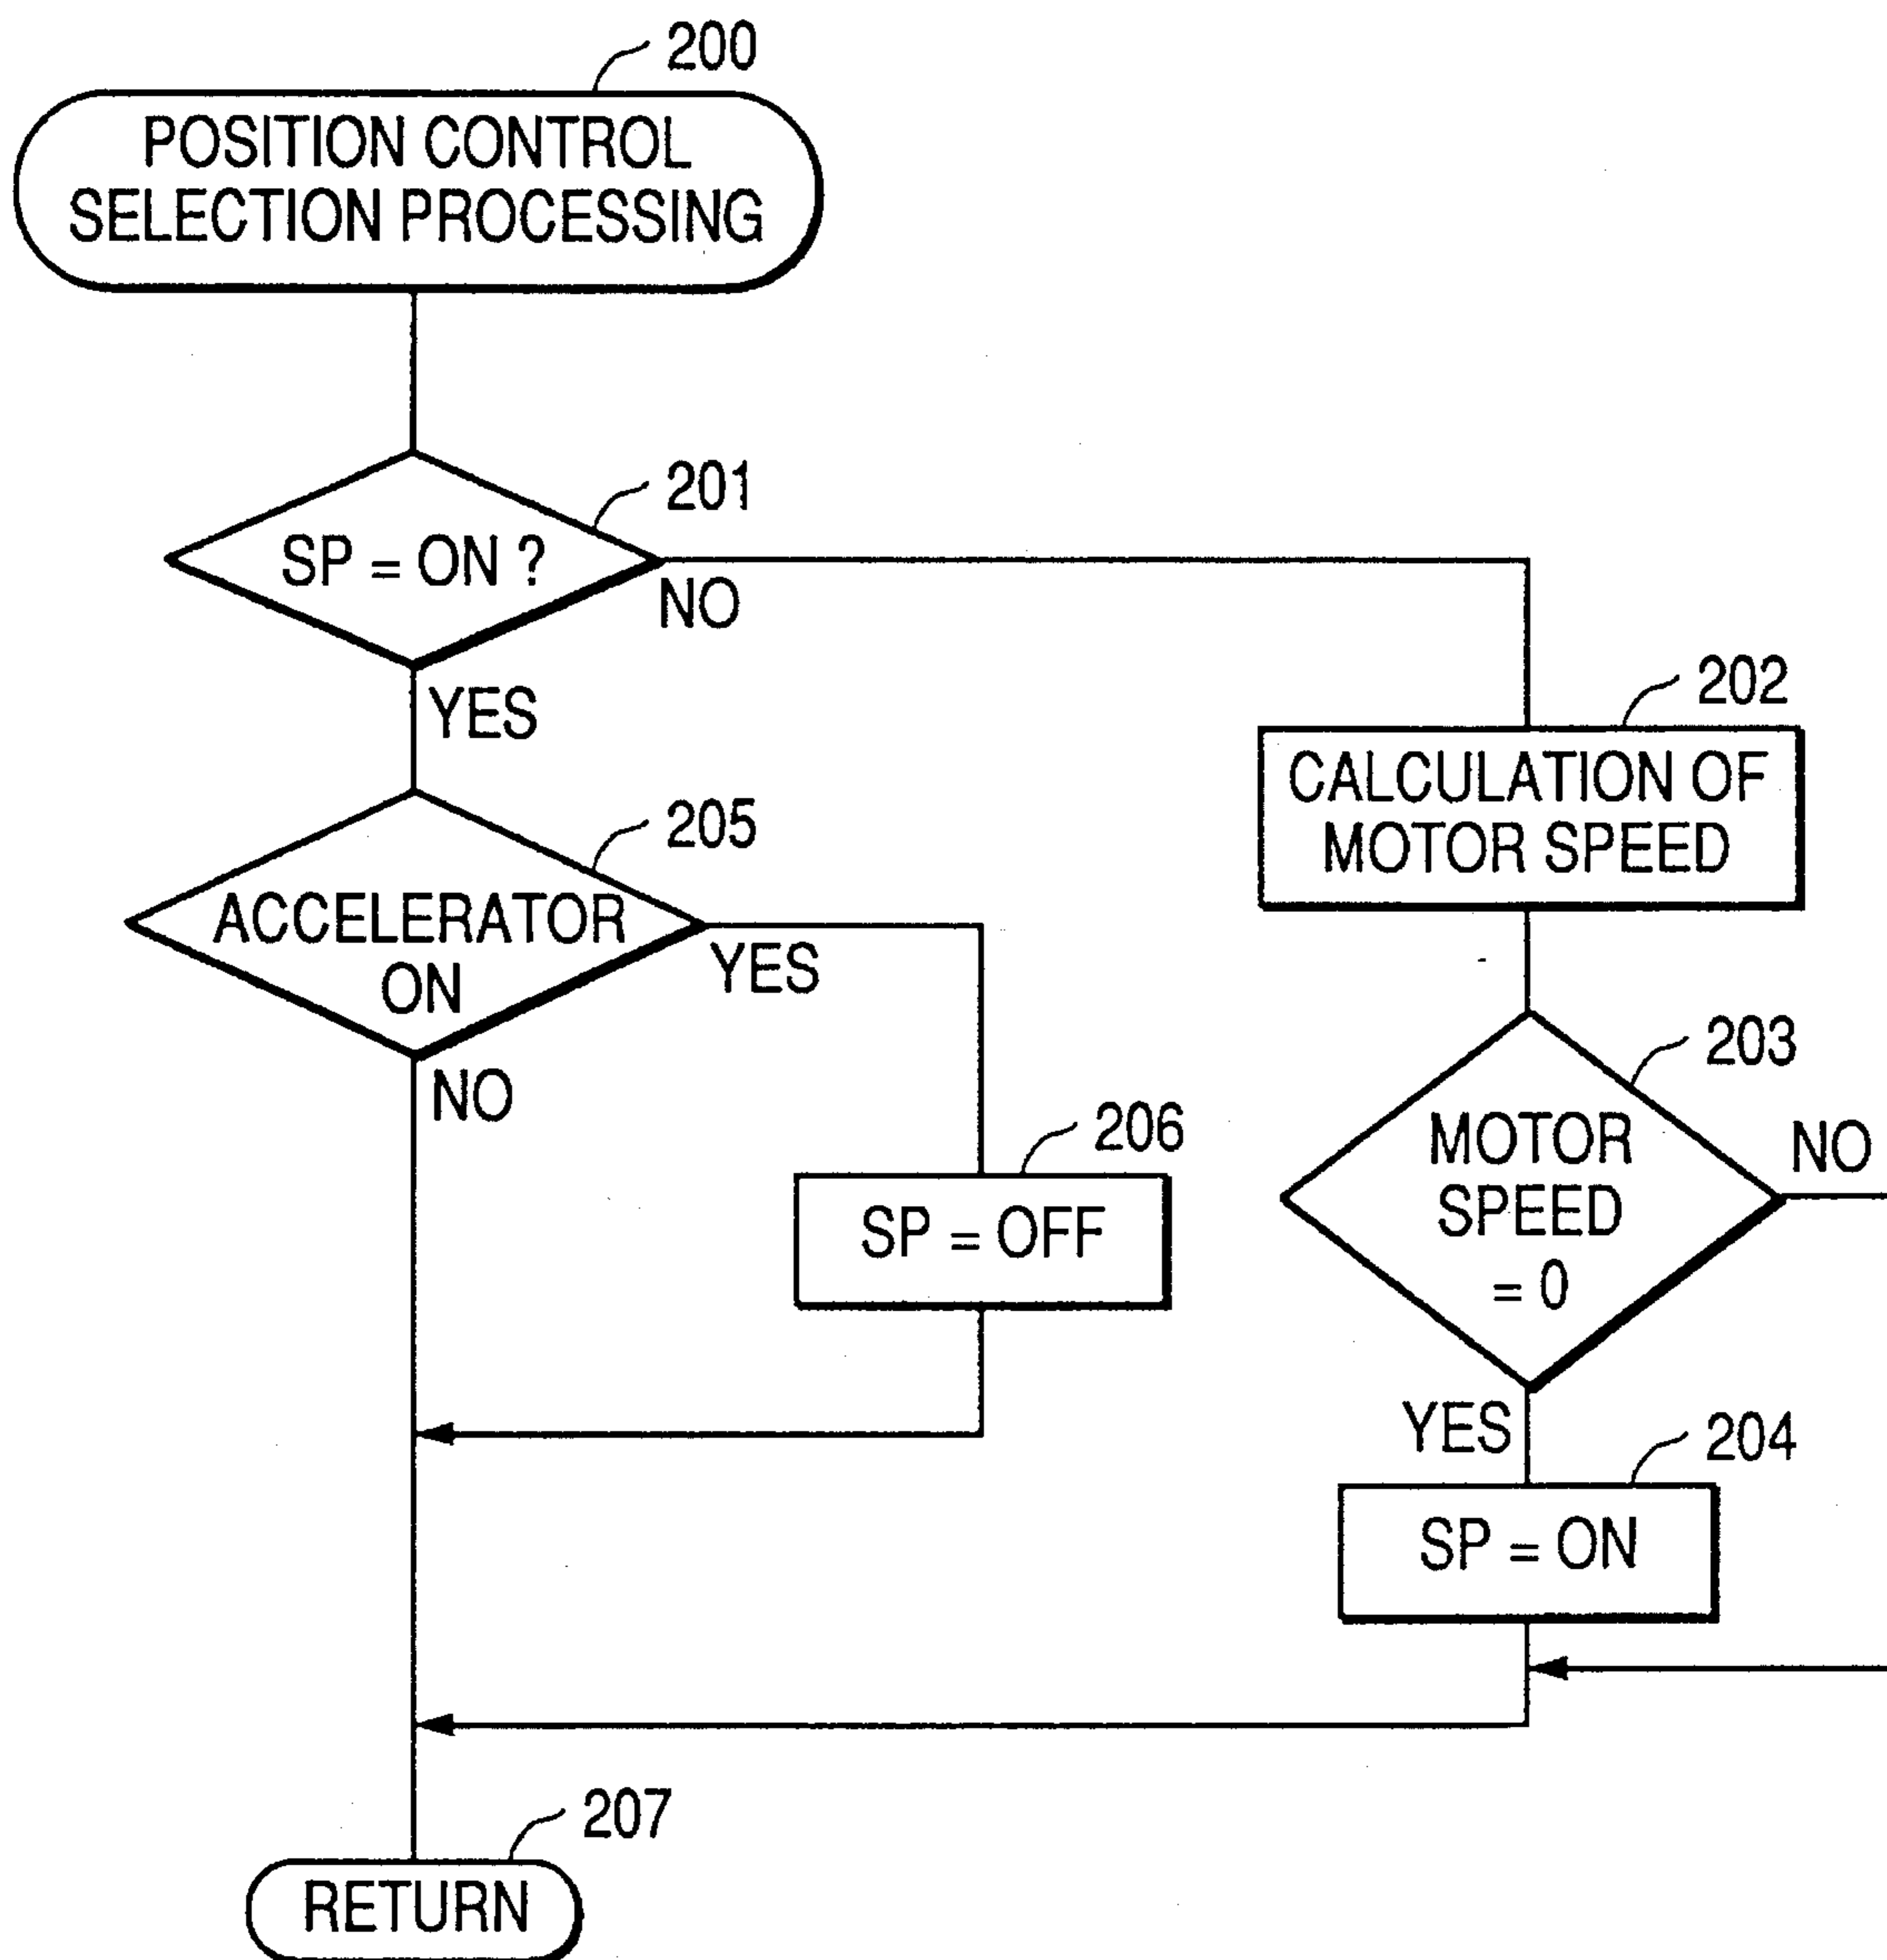 200
POSITION CONTROL
SELECTION PROCESSING
201
SP = ON ?
NO
YES
202
CALCULATION OF
MOTOR SPEED
205
ACCELERATOR
ON
YES
NO
203
MOTOR
SPEED
= 0
NO
YES
206
SP = OFF
204
SP = ON
207
RETURN